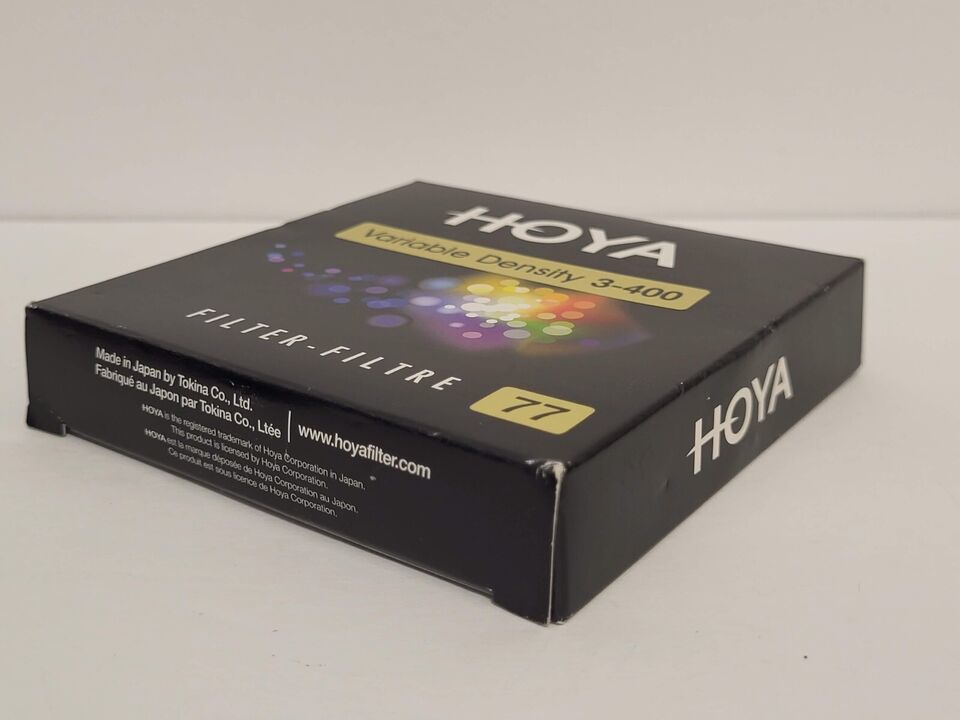 HOYA
Variable Density 3-400
FILTER-FILTRE
77
HOYA
Made in Japan by Tokina Co., Ltd.
Fabriqué au Japon par Tokina Co., Ltée
www.hoyafilter.com
HOYA is the registered trademark of Hoya Corporation in Japan.
This product is licensed by Hoya Corporation.
HOYA est la marque déposée de Hoya Corporation au Japon.
Ce produit est sous licence de Hoya Corporation.